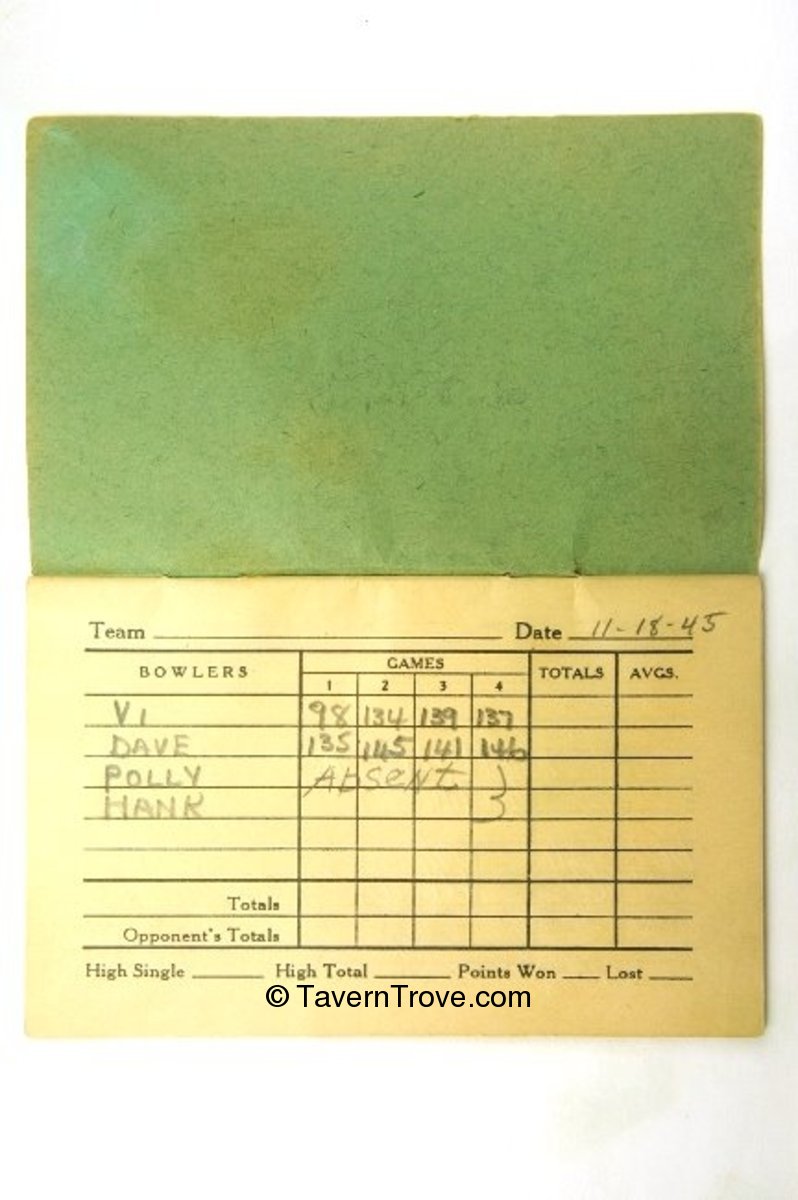 Team Date 11-18-45
BOWLERS GAMES TOTALS AVGS.
1 2 3 4
VI 98 134 139 137
DAVE 135 145 141 146
POLLY ABSENT }
HANK
Totals
Opponent's Totals
High Single High Total Points Won Lost
© TavernTrove.com